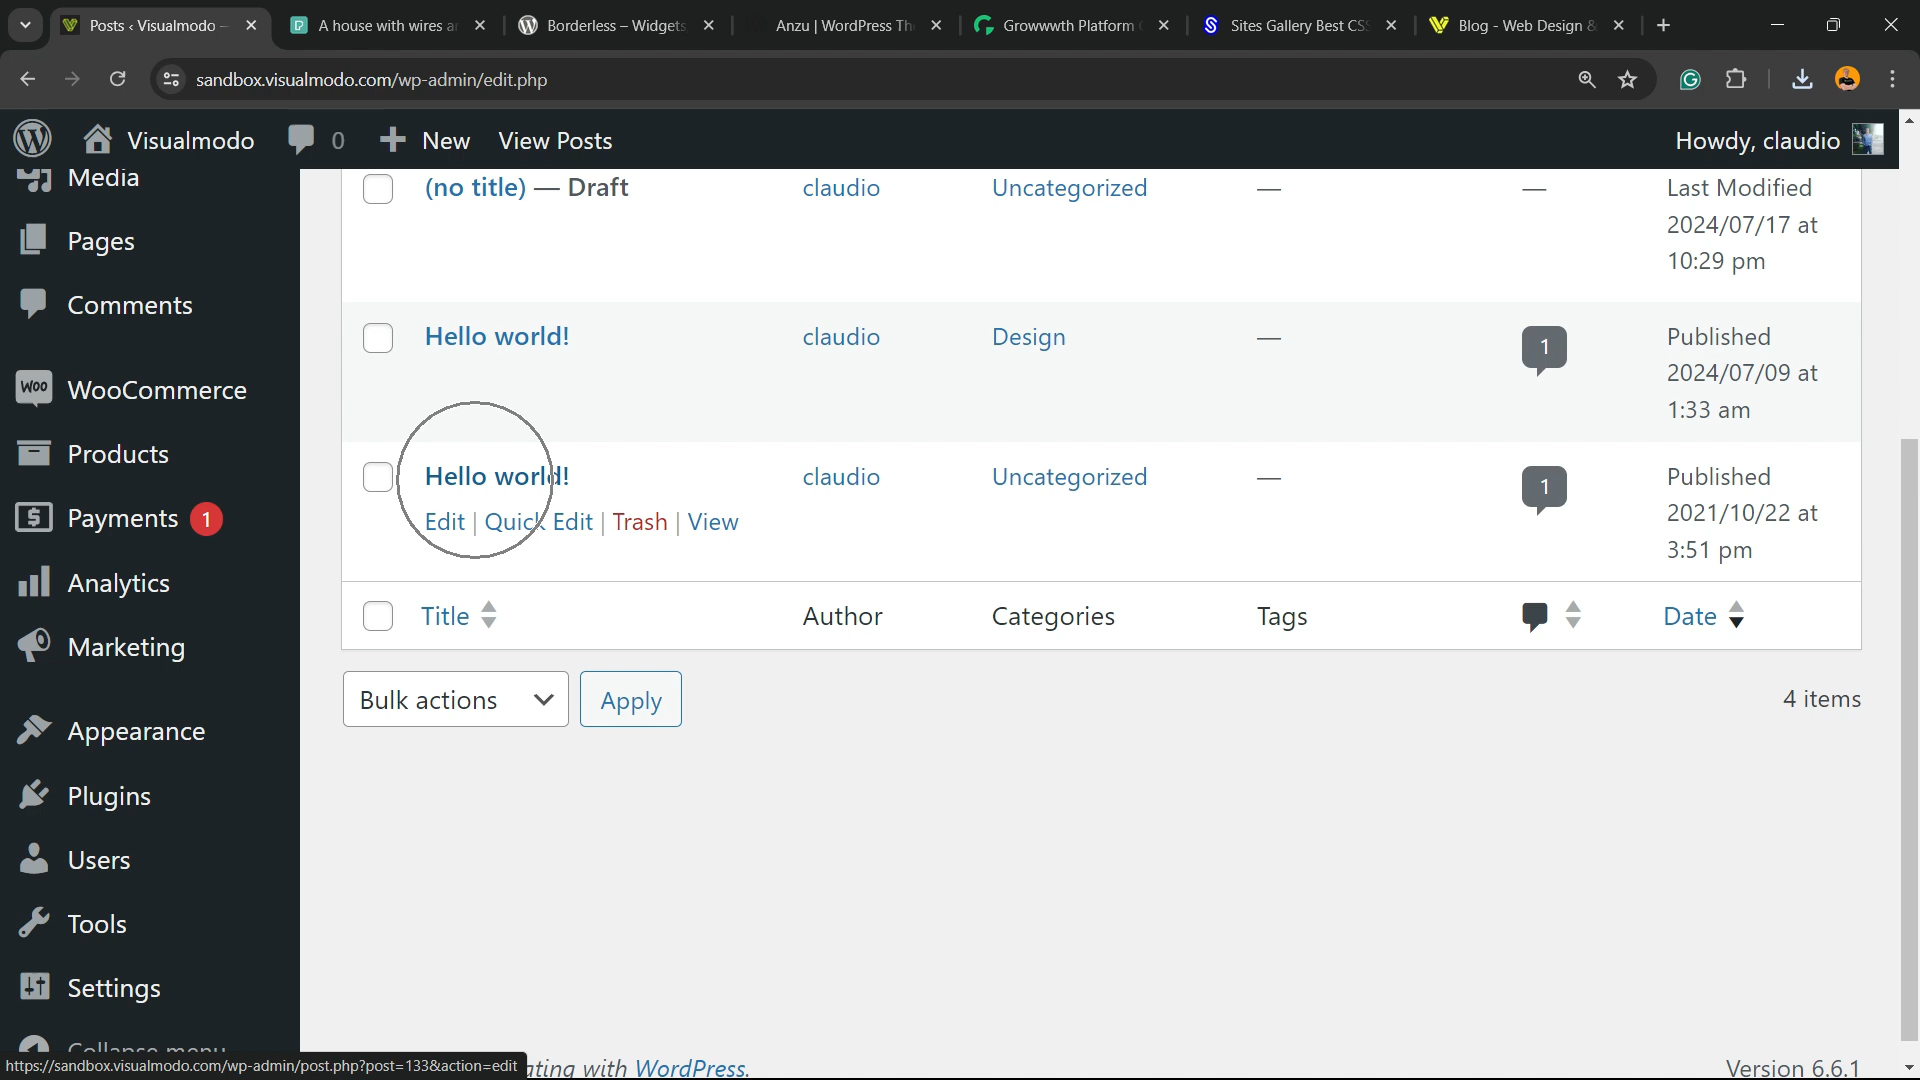 Posts ‹ Visualmodo –
A house with wires a
Borderless – Widgets
Anzu | WordPress Th
Growwwth Platform
Sites Gallery Best CSS
Blog - Web Design &
sandbox.visualmodo.com/wp-admin/edit.php
Visualmodo 0 New View Posts
Howdy, claudio
Media
Pages
Comments
Woo WooCommerce
Products
Payments 1
Analytics
Marketing
Appearance
Plugins
Users
Tools
Settings
Collapse menu
(no title) — Draft claudio Uncategorized — — Last Modified
2024/07/17 at
10:29 pm
Hello world! claudio Design — 1 Published
2024/07/09 at
1:33 am
Hello world! claudio Uncategorized — 1 Published
Edit | Quick Edit | Trash | View 2021/10/22 at
3:51 pm
Title Author Categories Tags Date
Bulk actions Apply 4 items
https://sandbox.visualmodo.com/wp-admin/post.php?post=133&action=edit
ating with WordPress. Version 6.6.1